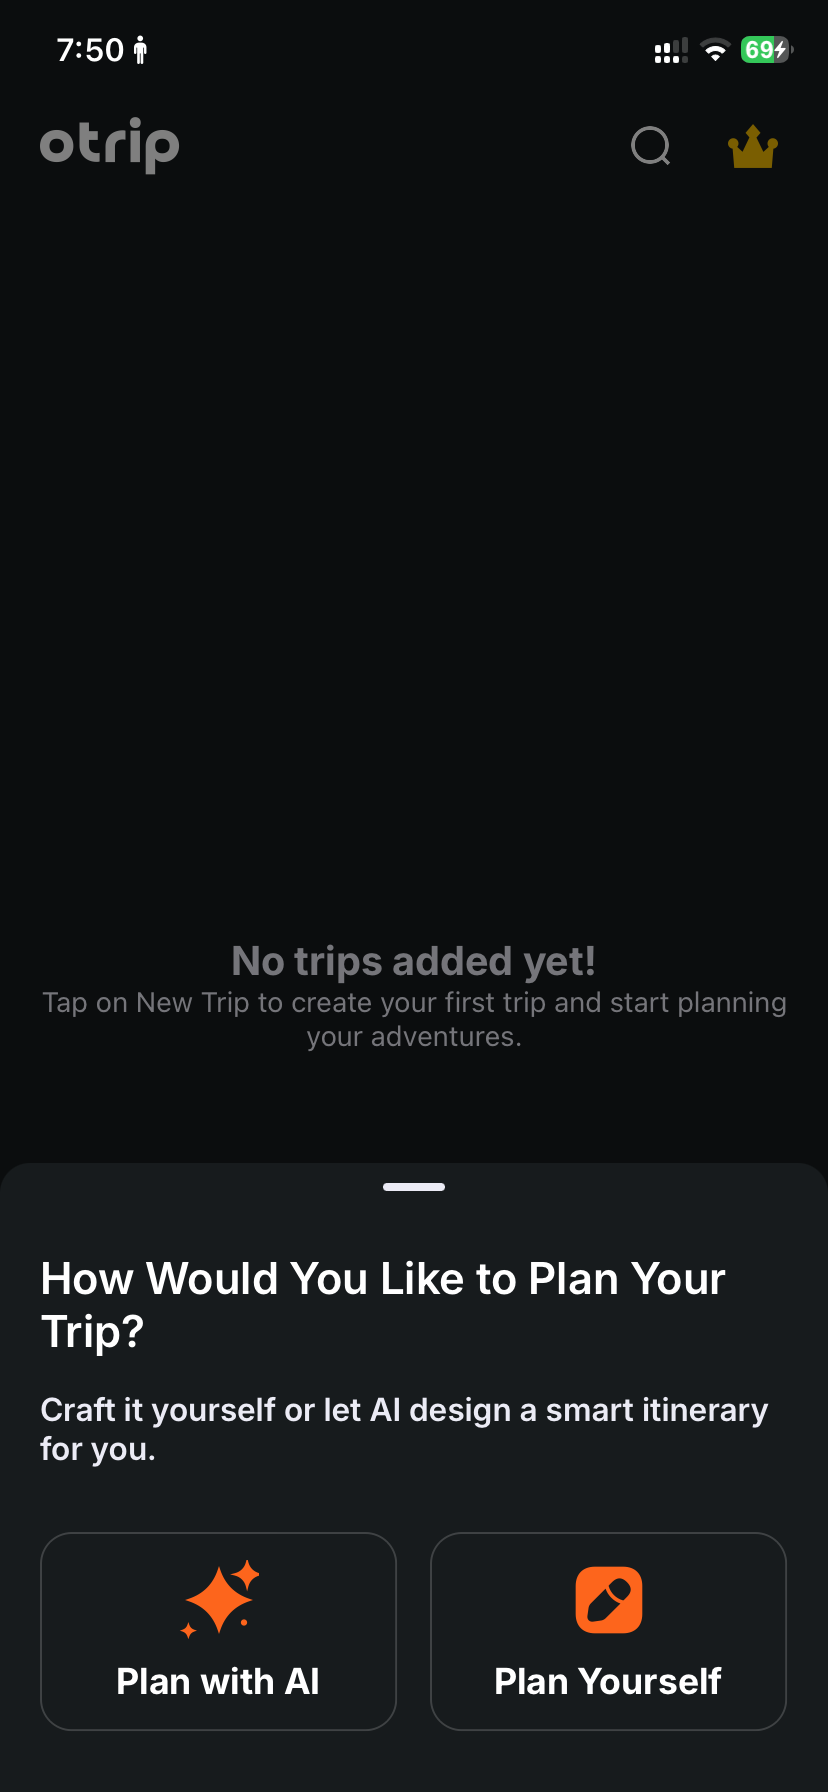 7:50
69
otrip
No trips added yet!
Tap on New Trip to create your first trip and start planning
your adventures.
How Would You Like to Plan Your
Trip?
Craft it yourself or let AI design a smart itinerary
for you.
Plan with AI
Plan Yourself